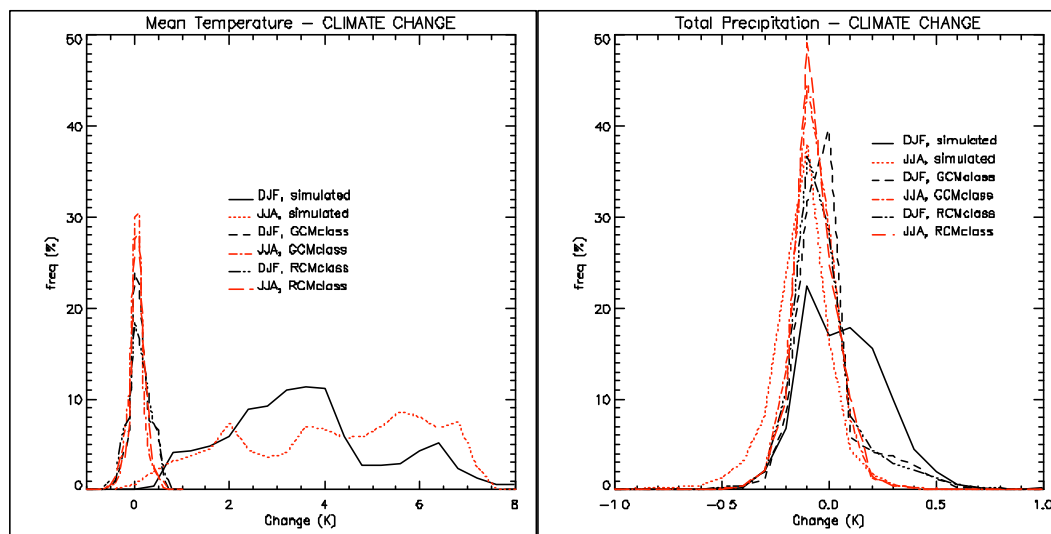 Mean Temperature – CLIMATE CHANGE
50
40
30
20
10
0
freq (%)
DJF, simulated
JJA, simulated
DJF, GCMclass
JJA, GCMclass
DJF, RCMclass
JJA, RCMclass
0 2 4 6 8
Change (K)
Total Precipitation – CLIMATE CHANGE
50
40
30
20
10
0
freq (%)
DJF, simulated
JJA, simulated
DJF, GCMclass
JJA, GCMclass
DJF, RCMclass
JJA, RCMclass
-1.0 -0.5 0.0 0.5 1.0
Change (K)